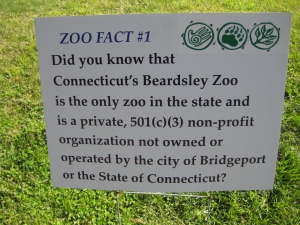 ZOO FACT #1
Did you know that
Connecticut's Beardsley Zoo
is the only zoo in the state and
is a private, 501(c)(3) non-profit
organization not owned or
operated by the city of Bridgeport
or the State of Connecticut?